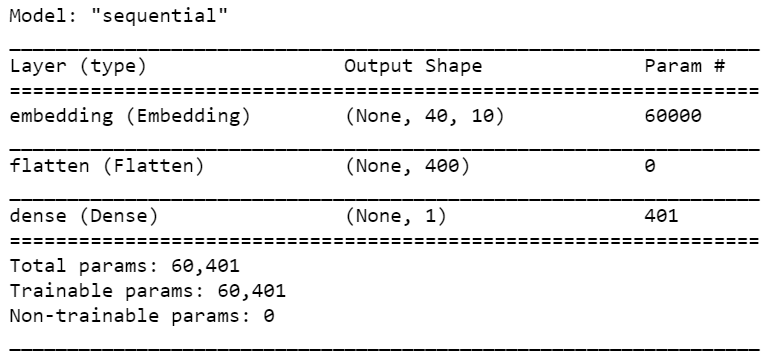 Model: "sequential"
_________________________________________________________________
Layer (type)                 Output Shape              Param #
=================================================================
embedding (Embedding)        (None, 40, 10)            60000
_________________________________________________________________
flatten (Flatten)            (None, 400)               0
_________________________________________________________________
dense (Dense)                (None, 1)                 401
=================================================================
Total params: 60,401
Trainable params: 60,401
Non-trainable params: 0
_________________________________________________________________